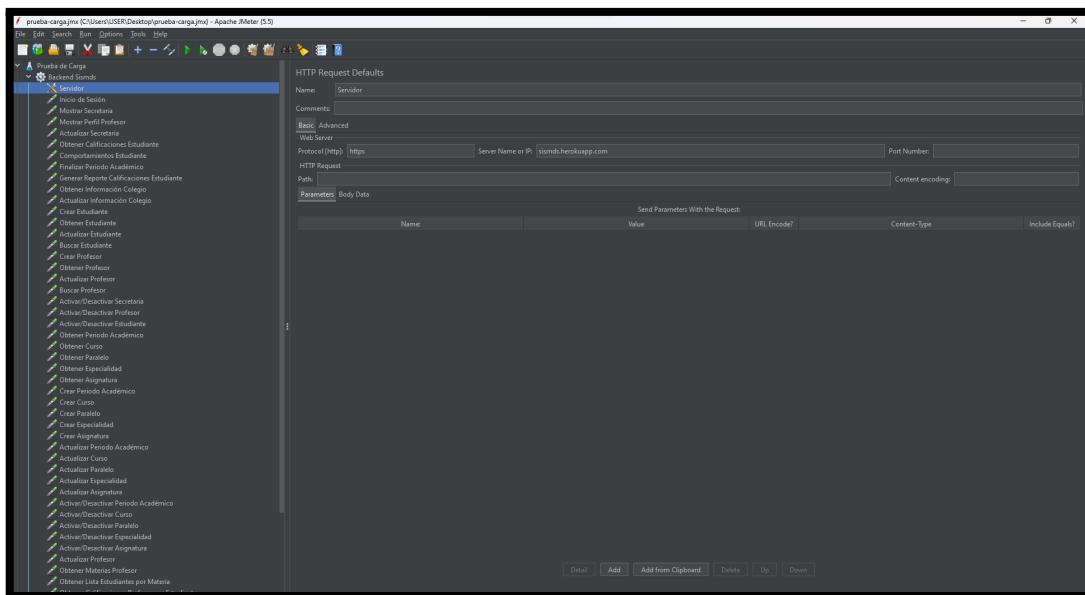 prueba-carga.jmx (C:\Users\USER\Desktop\prueba-carga.jmx) - Apache JMeter (5.5)
File Edit Search Run Options Tools Help
Prueba de Carga
Backend Sismds
Servidor
Inicio de Sesión
Mostrar Secretaria
Mostrar Perfil Profesor
Actualizar Secretaria
Obtener Calificaciones Estudiante
Comportamientos Estudiante
Finalizar Periodo Académico
Generar Reporte Calificaciones Estudiante
Obtener Información Colegio
Actualizar Información Colegio
Crear Estudiante
Obtener Estudiante
Actualizar Estudiante
Buscar Estudiante
Crear Profesor
Obtener Profesor
Actualizar Profesor
Buscar Profesor
Activar/Desactivar Secretaria
Activar/Desactivar Profesor
Activar/Desactivar Estudiante
Obtener Periodo Académico
Obtener Curso
Obtener Paralelo
Obtener Especialidad
Obtener Asignatura
Crear Periodo Académico
Crear Curso
Crear Paralelo
Crear Especialidad
Crear Asignatura
Actualizar Periodo Académico
Actualizar Curso
Actualizar Paralelo
Actualizar Especialidad
Actualizar Asignatura
Activar/Desactivar Periodo Académico
Activar/Desactivar Curso
Activar/Desactivar Paralelo
Activar/Desactivar Especialidad
Activar/Desactivar Asignatura
Actualizar Profesor
Obtener Materias Profesor
Obtener Lista Estudiantes por Materia
HTTP Request Defaults
Name: Servidor
Comments:
Basic Advanced
Web Server
Protocol [http]: https Server Name or IP: sismds.herokuapp.com Port Number:
HTTP Request
Path: Content encoding:
Parameters Body Data
Send Parameters With the Request:
Name: Value URL Encode? Content-Type Include Equals?
Detail Add Add from Clipboard Delete Up Down